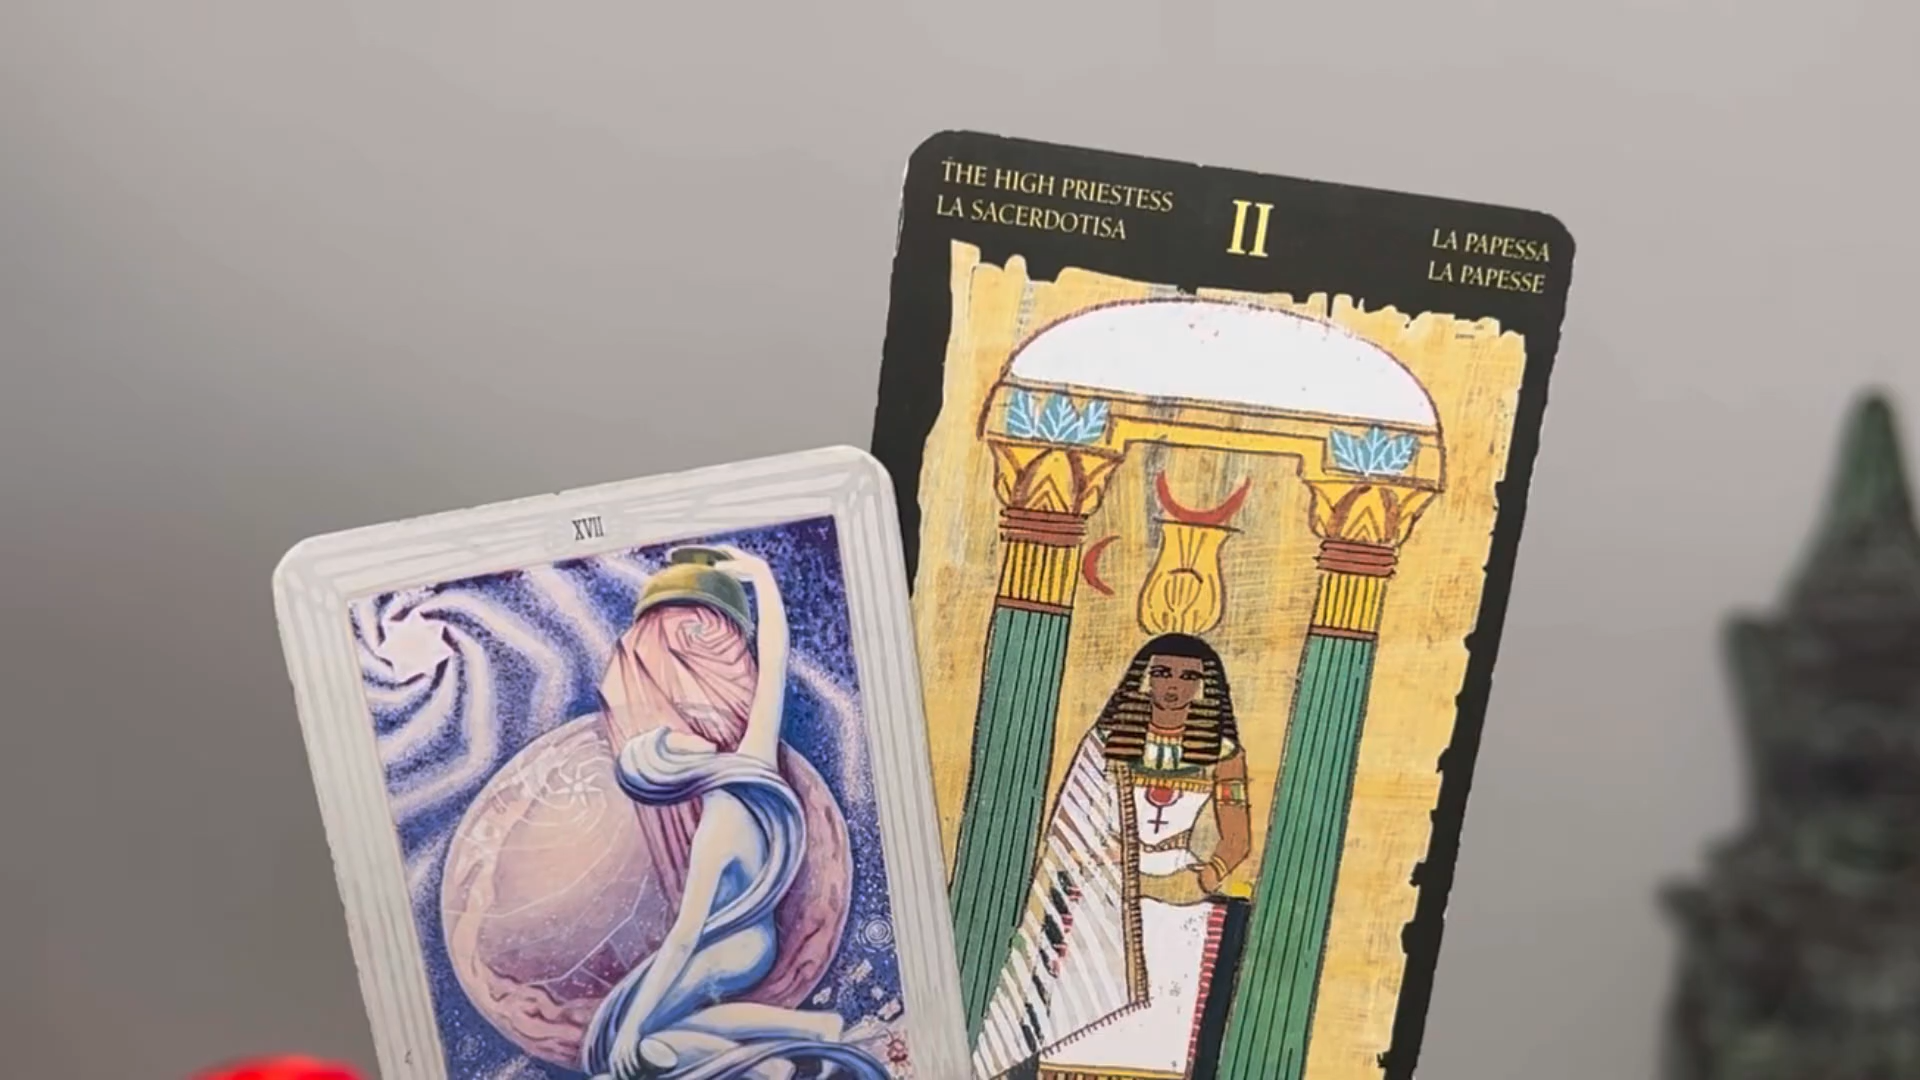 THE HIGH PRIESTESS
LA SACERDOTISA
II
LA PAPESSA
LA PAPESSE
XVII